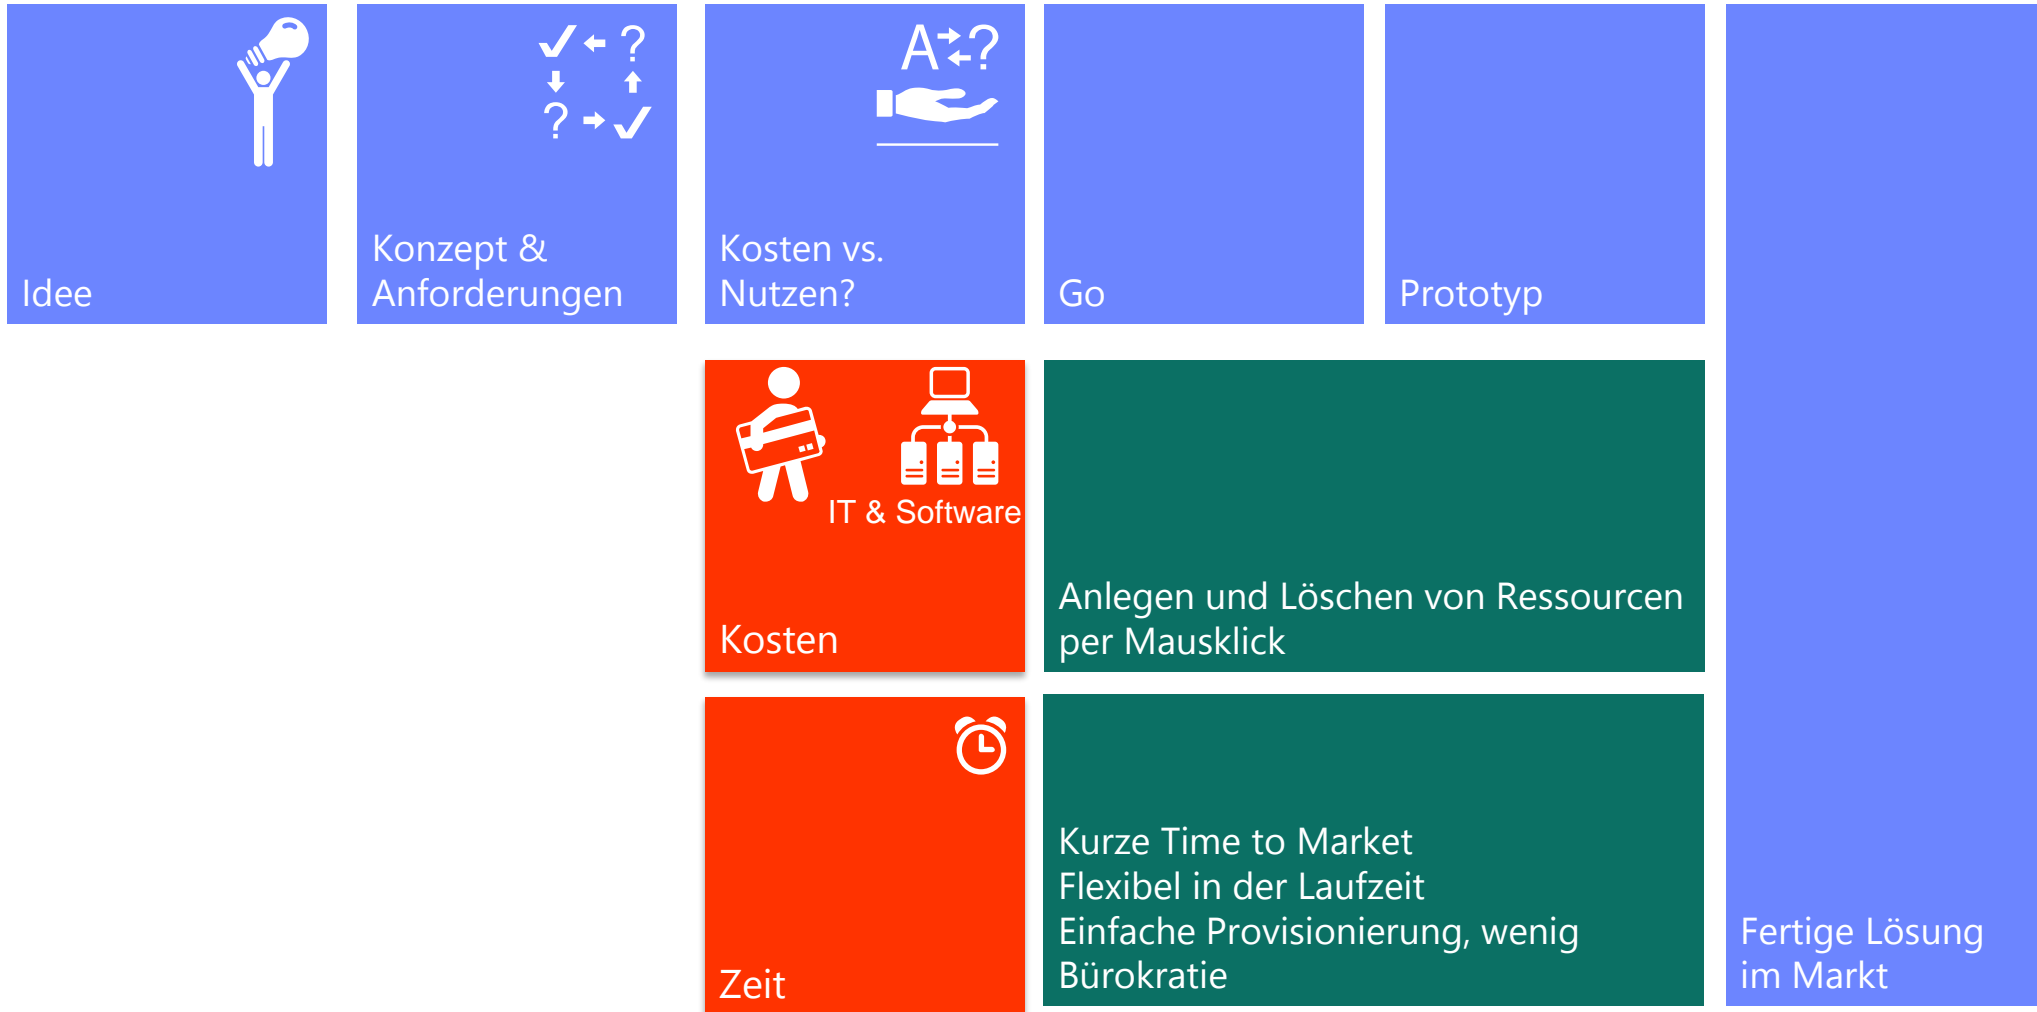 Idee
Konzept &
Anforderungen
? ?
A ?
Kosten vs.
Nutzen?
Go
Prototyp
IT & Software
Kosten
Anlegen und Löschen von Ressourcen
per Mausklick
Zeit
Kurze Time to Market
Flexibel in der Laufzeit
Einfache Provisionierung, wenig
Bürokratie
Fertige Lösung
im Markt